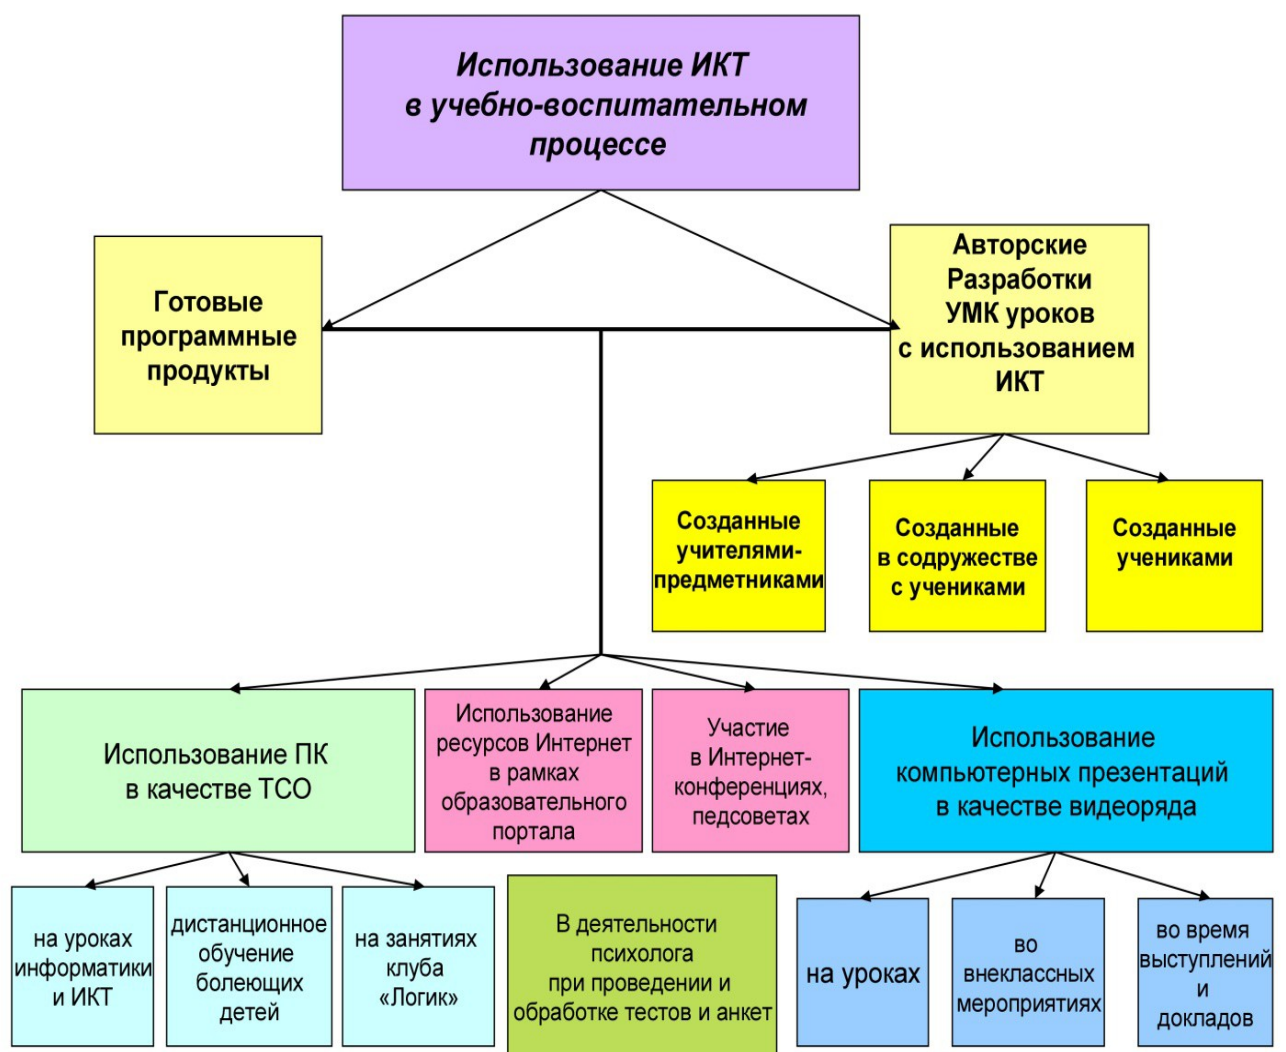 Использование ИКТ
в учебно-воспитательном
процессе
Готовые
программные
продукты
Авторские
Разработки
УМК уроков
с использованием
ИКТ
Созданные
учителями-
предметниками
Созданные
в содружестве
с учениками
Созданные
учениками
Использование ПК
в качестве ТСО
Использование
ресурсов Интернет
в рамках
образовательного
портала
Участие
в Интернет-
конференциях,
педсоветах
Использование
компьютерных презентаций
в качестве видеоряда
на уроках
информатики
и ИКТ
дистанционное
обучение
болеющих
детей
на занятиях
клуба
«Логик»
В деятельности
психолога
при проведении и
обработке тестов и анкет
на уроках
во
внеклассных
мероприятиях
во время
выступлений
и
докладов